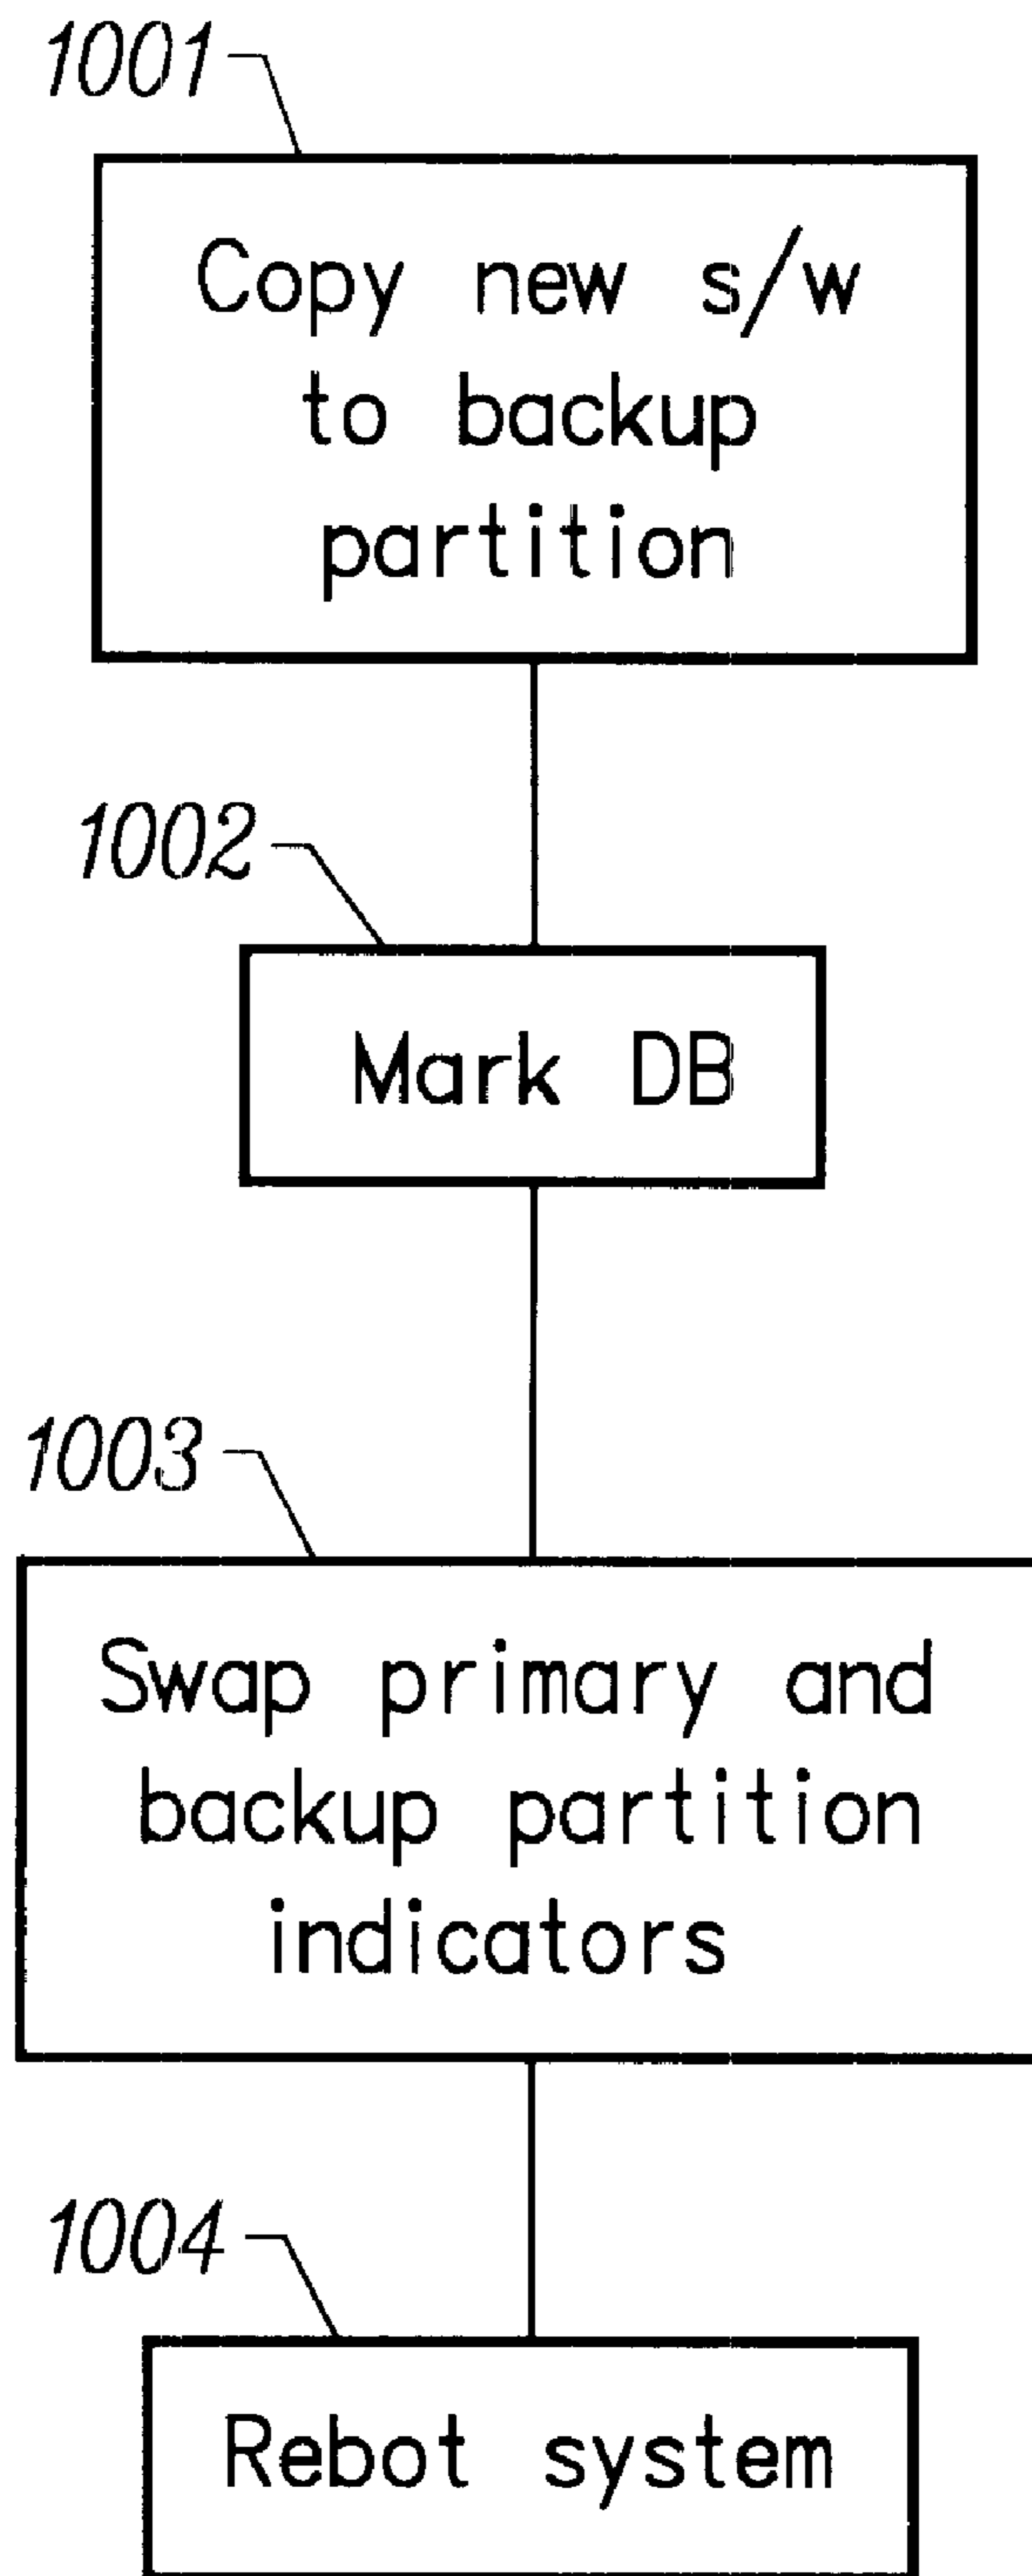 1001
Copy new s/w
to backup
partition
1002
Mark DB
1003
Swap primary and
backup partition
indicators
1004
Rebot system